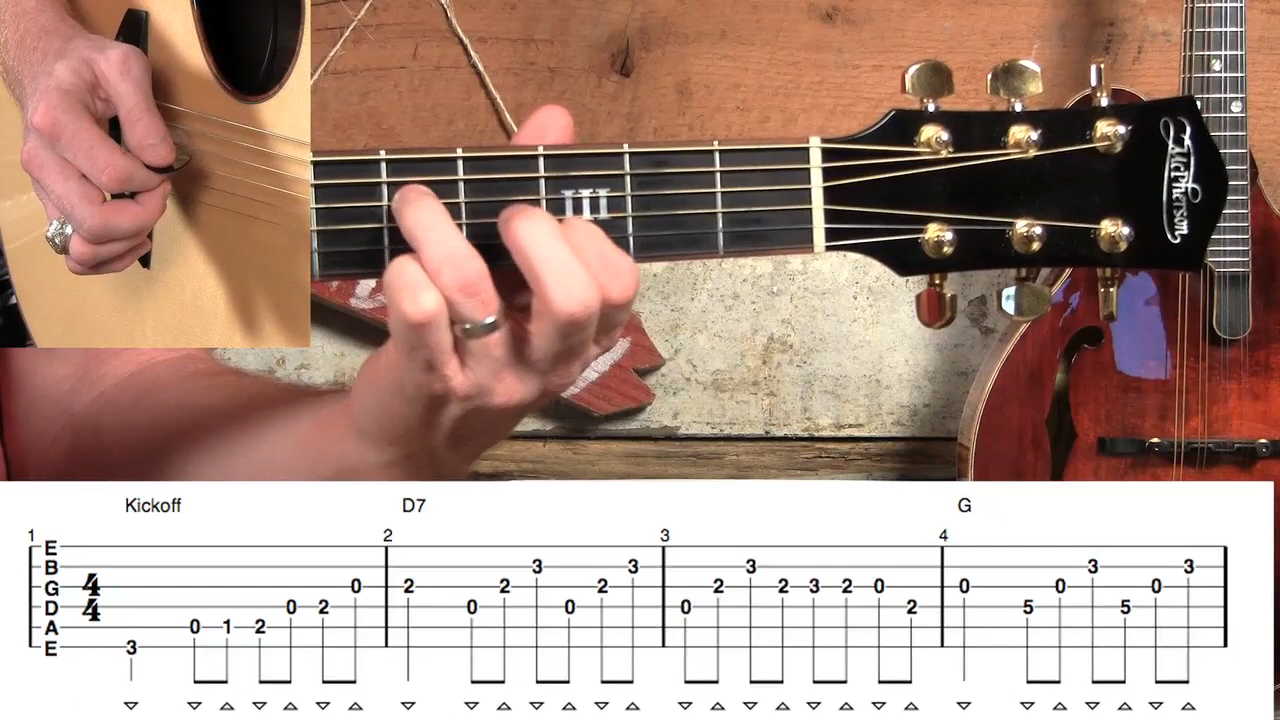 III
McPherson
Kickoff D7 G
1 2 3 4
E
B 3 3 3 3 3
G 4 0 2 2 2 2 2 3 2 0 0 0 0
D 4 0 2 0 0 0 2 5 5
A 0 1 2
E 3